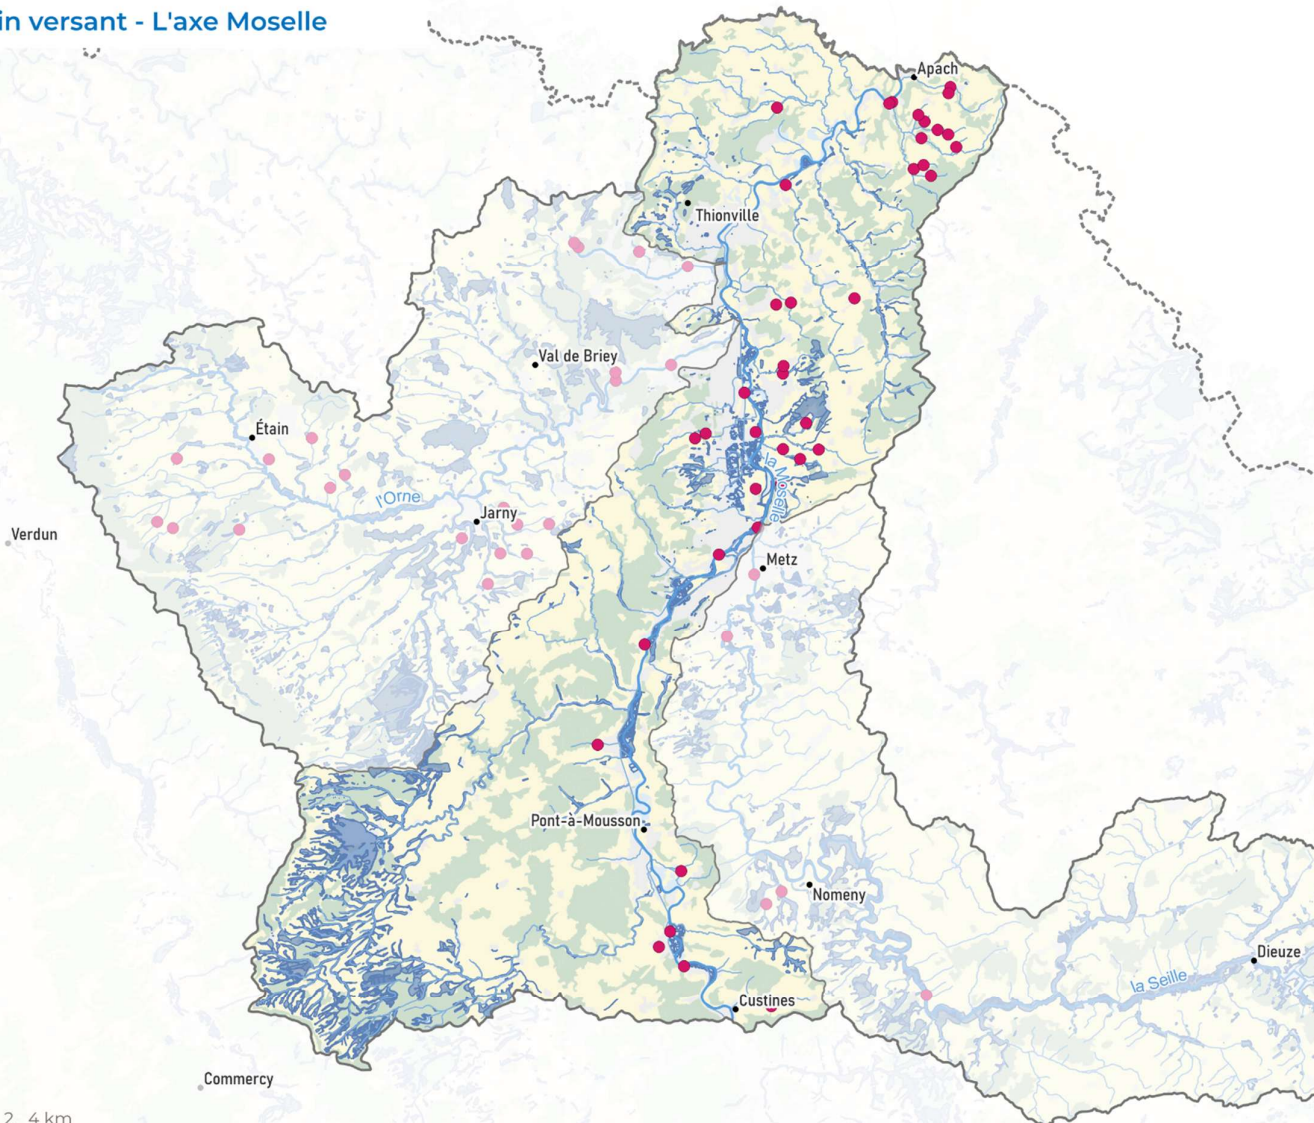 in versant - L'axe Moselle
Apach
Thionville
Val de Briey
Étain
l'Orne
Jarny
Verdun
la Moselle
Metz
Pont-à-Mousson
Nomeny
Dieuze
la Seille
Custines
Commercy
2 4 km